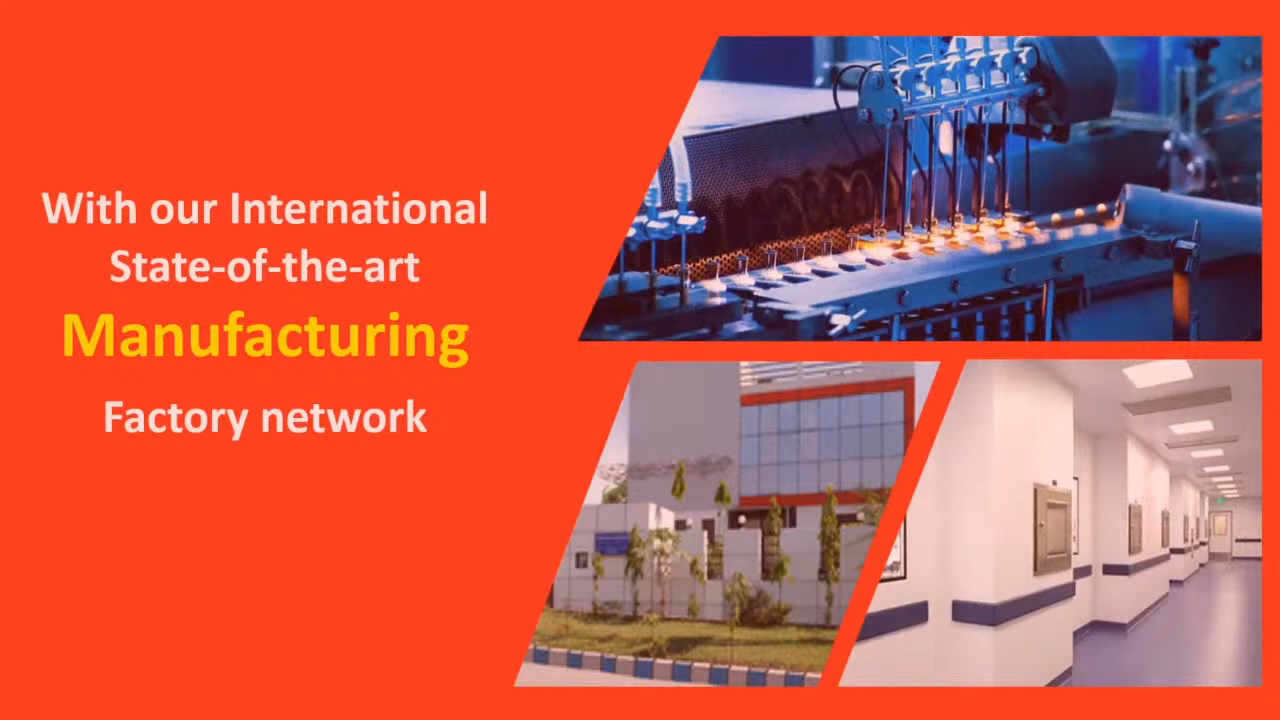 With our International
State-of-the-art
Manufacturing
Factory network